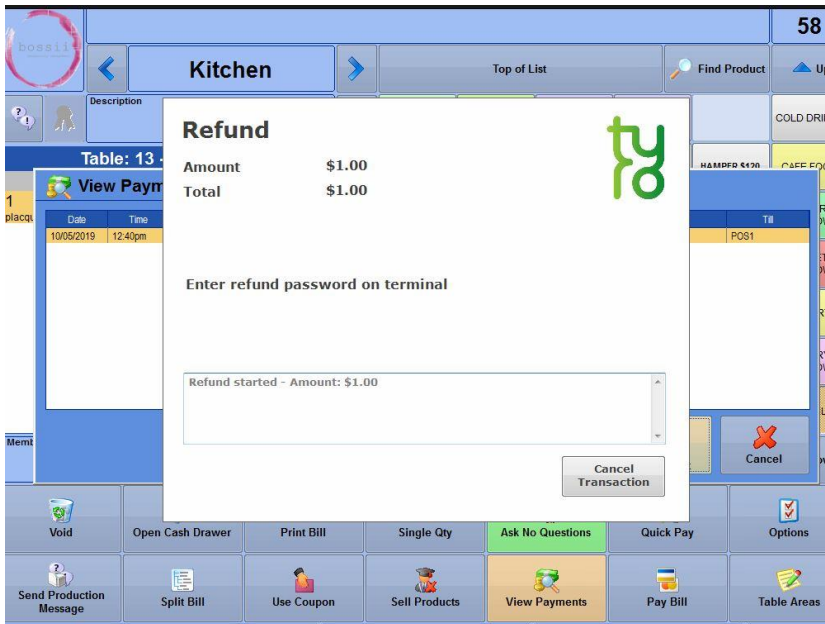 bossii
58
Kitchen
Top of List
Find Product
Description
COLD
Refund
tyro
Amount $1.00
Total $1.00
Table: 13 -
HAMPER $120
CAFE
View
1
Date Time Till
10/05/2019 12:40pm POS1
Enter refund password on terminal
Refund started - Amount: $1.00
Cancel
Cancel
Transaction
Void
Open Cash Drawer
Print Bill
Single Qty
Ask No Questions
Quick Pay
Options
Send Production
Message
Split Bill
Use Coupon
Sell Products
View Payments
Pay Bill
Table Areas